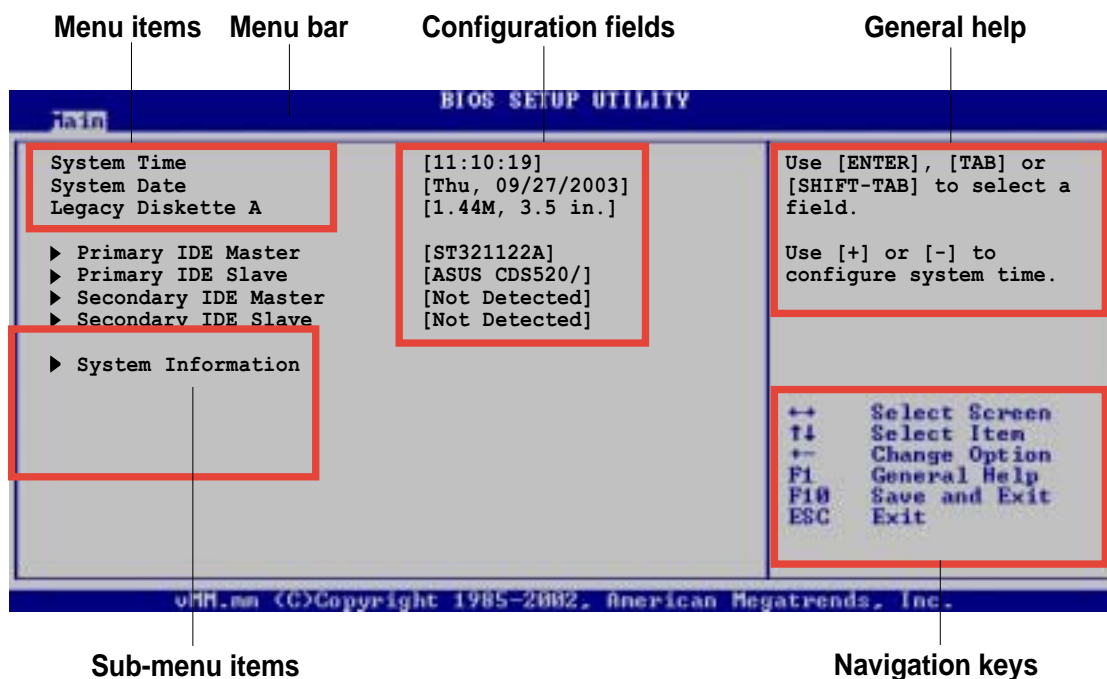 Menu items Menu bar Configuration fields General help
BIOS SETUP UTILITY
Main
System Time [11:10:19]
System Date [Thu, 09/27/2003]
Legacy Diskette A [1.44M, 3.5 in.]
▶ Primary IDE Master [ST321122A]
▶ Primary IDE Slave [ASUS CDS520/]
▶ Secondary IDE Master [Not Detected]
▶ Secondary IDE Slave [Not Detected]
▶ System Information
Use [ENTER], [TAB] or
[SHIFT-TAB] to select a
field.
Use [+] or [-] to
configure system time.
←→ Select Screen
↑↓ Select Item
+- Change Option
F1 General Help
F10 Save and Exit
ESC Exit
vMM.mm (C)Copyright 1985-2002, American Megatrends, Inc.
Sub-menu items Navigation keys